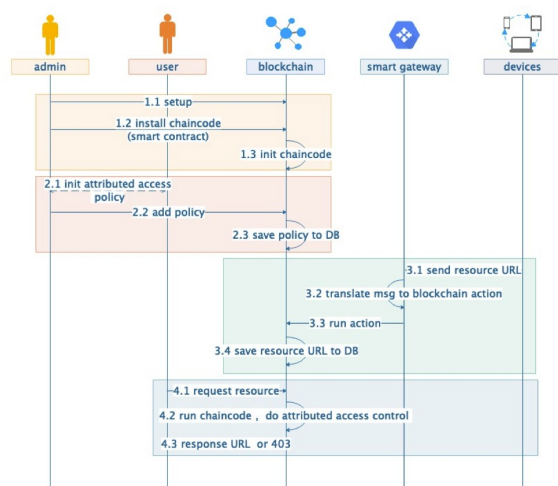 admin
user
blockchain
smart gateway
devices
1.1 setup
1.2 install chaincode
(smart contract)
1.3 init chaincode
2.1 init attributed access
policy
2.2 add policy
2.3 save policy to DB
3.1 send resource URL
3.2 translate msg to blockchain action
3.3 run action
3.4 save resource URL to DB
4.1 request resource
4.2 run chaincode , do attributed access control
4.3 response URL or 403